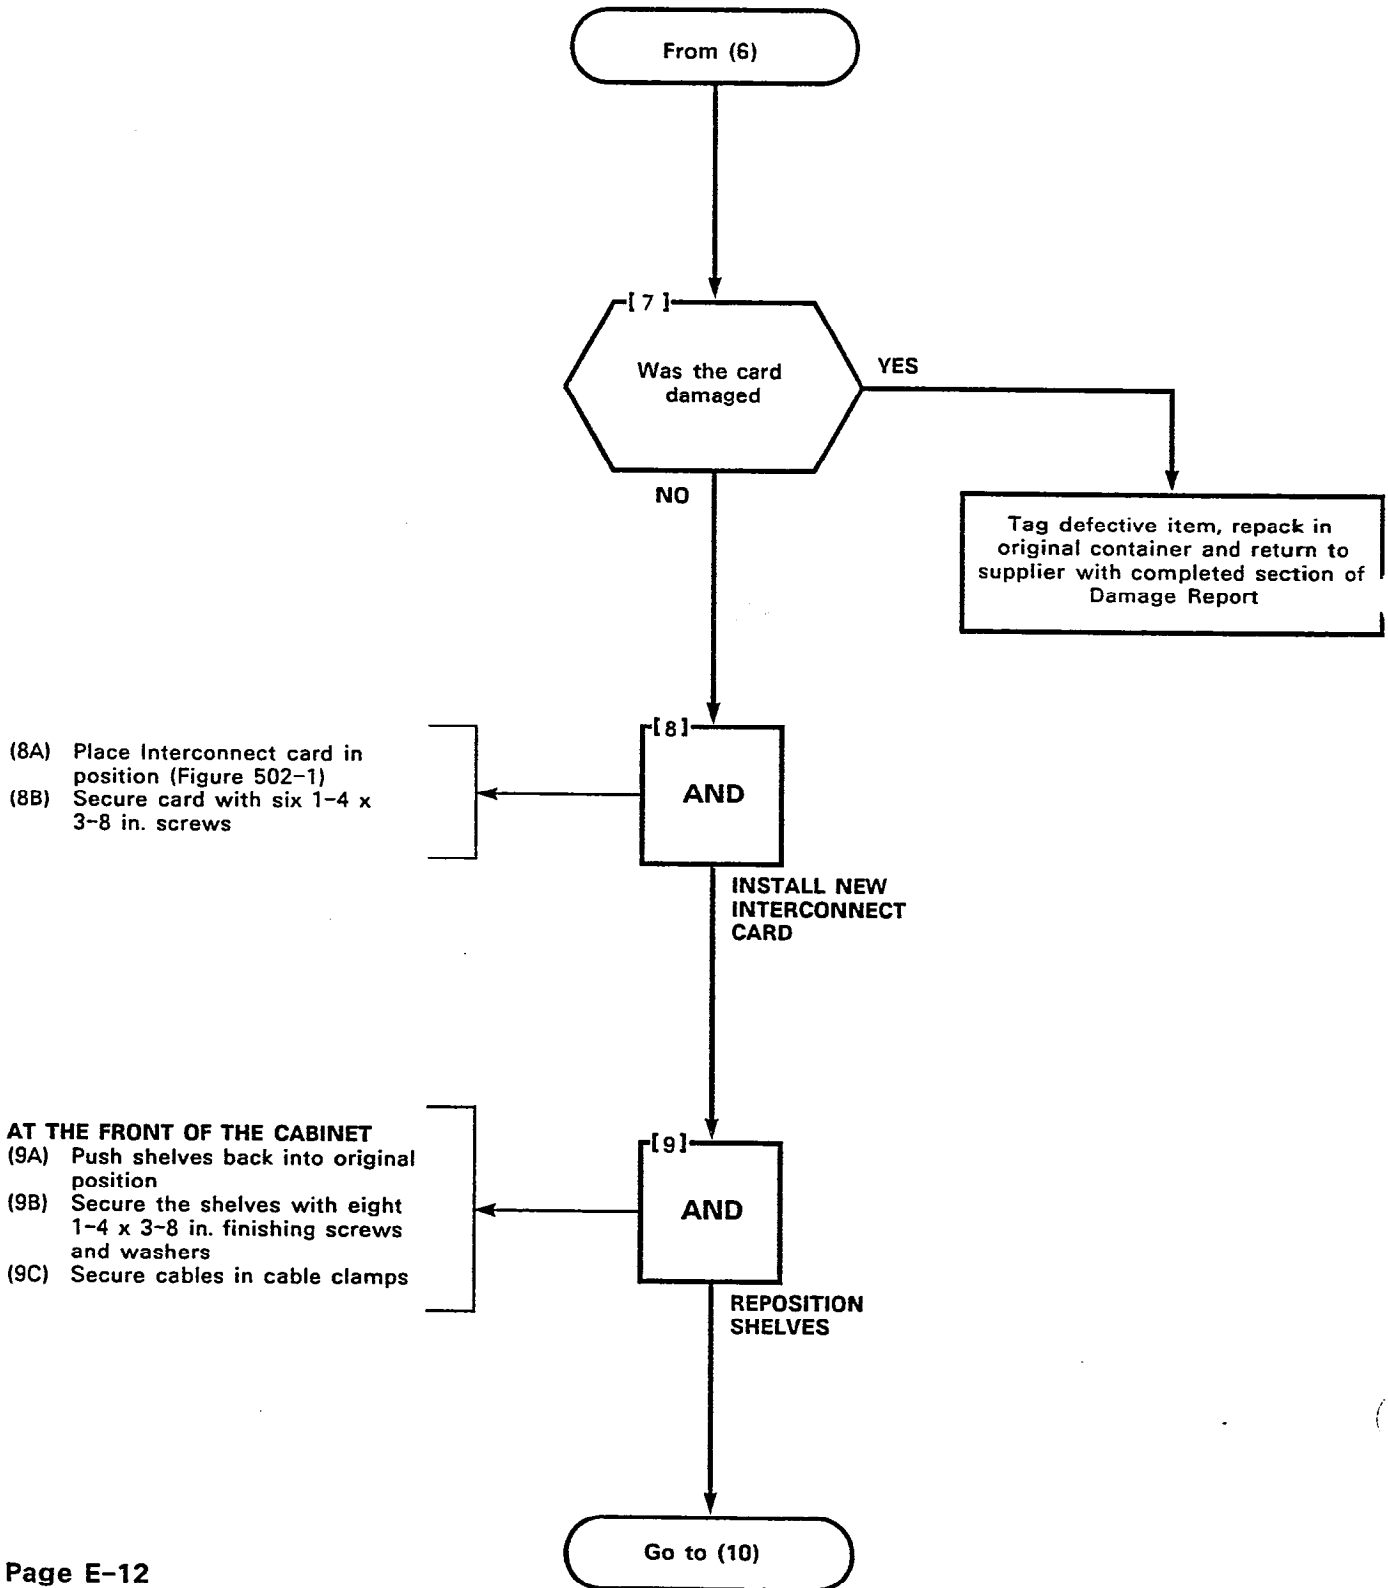 From (6)
[ 7 ]
Was the card
damaged
YES
NO
Tag defective item, repack in
original container and return to
supplier with completed section of
Damage Report
[8]
AND
(8A) Place Interconnect card in
position (Figure 502-1)
(8B) Secure card with six 1-4 x
3-8 in. screws
INSTALL NEW
INTERCONNECT
CARD
[9]
AND
AT THE FRONT OF THE CABINET
(9A) Push shelves back into original
position
(9B) Secure the shelves with eight
1-4 x 3-8 in. finishing screws
and washers
(9C) Secure cables in cable clamps
REPOSITION
SHELVES
Go to (10)
Page E-12